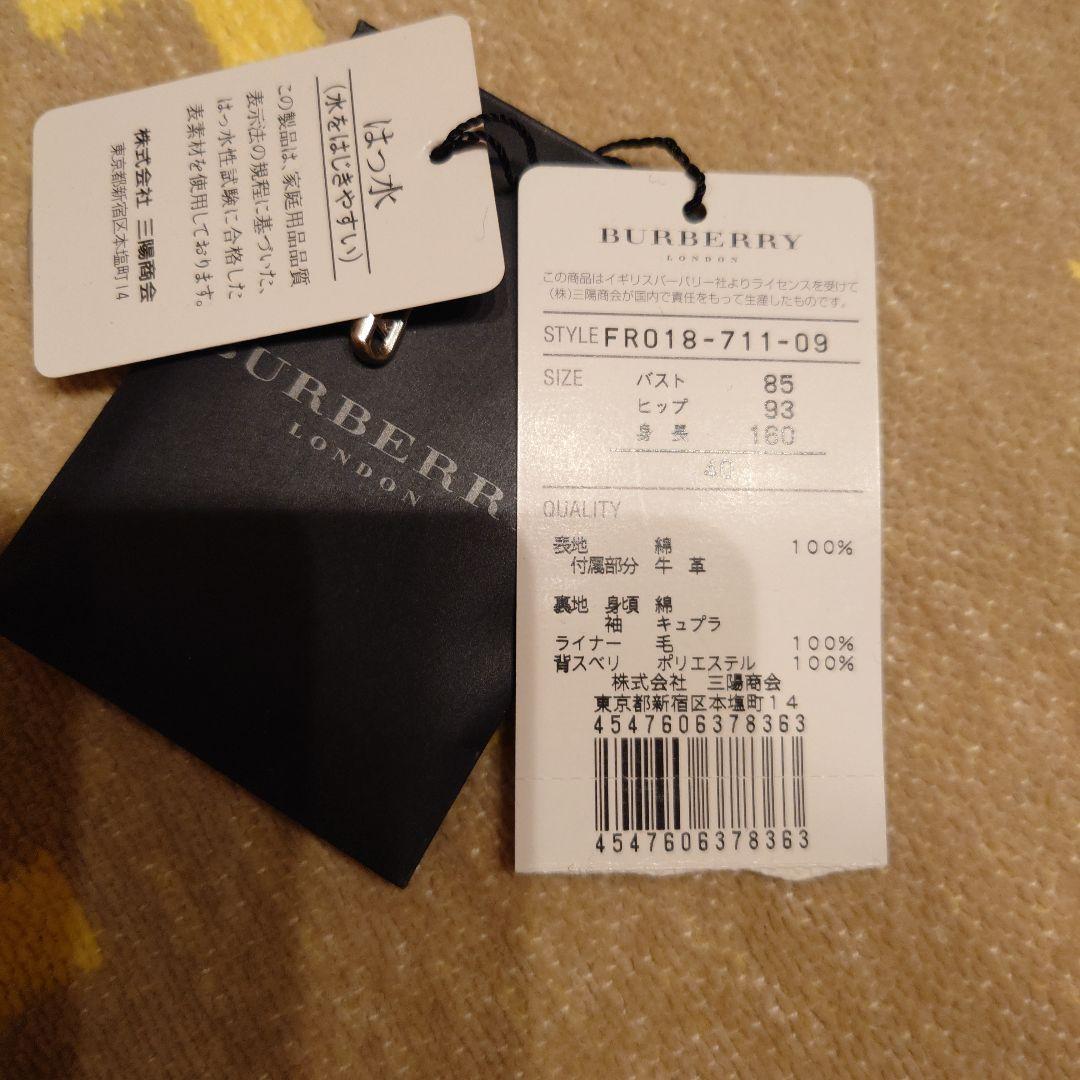 はっ水
(水をはじきやすい)
この製品は、家庭用品品質
表示法の規程に基づいた、
はっ水性試験に合格した
表素材を使用しております。
株式会社 三陽商会
東京都新宿区本塩町14
BURBERR
LONDON
BURBERRY
LONDON
この商品はイギリスバーバリー社よりライセンスを受けて
(株)三陽商会が国内で責任をもって生産したものです。
STYLE FR018-711-09
SIZE バスト 85
ヒップ 93
身長 160
40
QUALITY
表地 綿 100%
付属部分 牛革
裏地 身頃 綿
袖 キュプラ
ライナー 毛 100%
背スベリ ポリエステル 100%
株式会社 三陽商会
東京都新宿区本塩町14
4547606378363
4547606378363